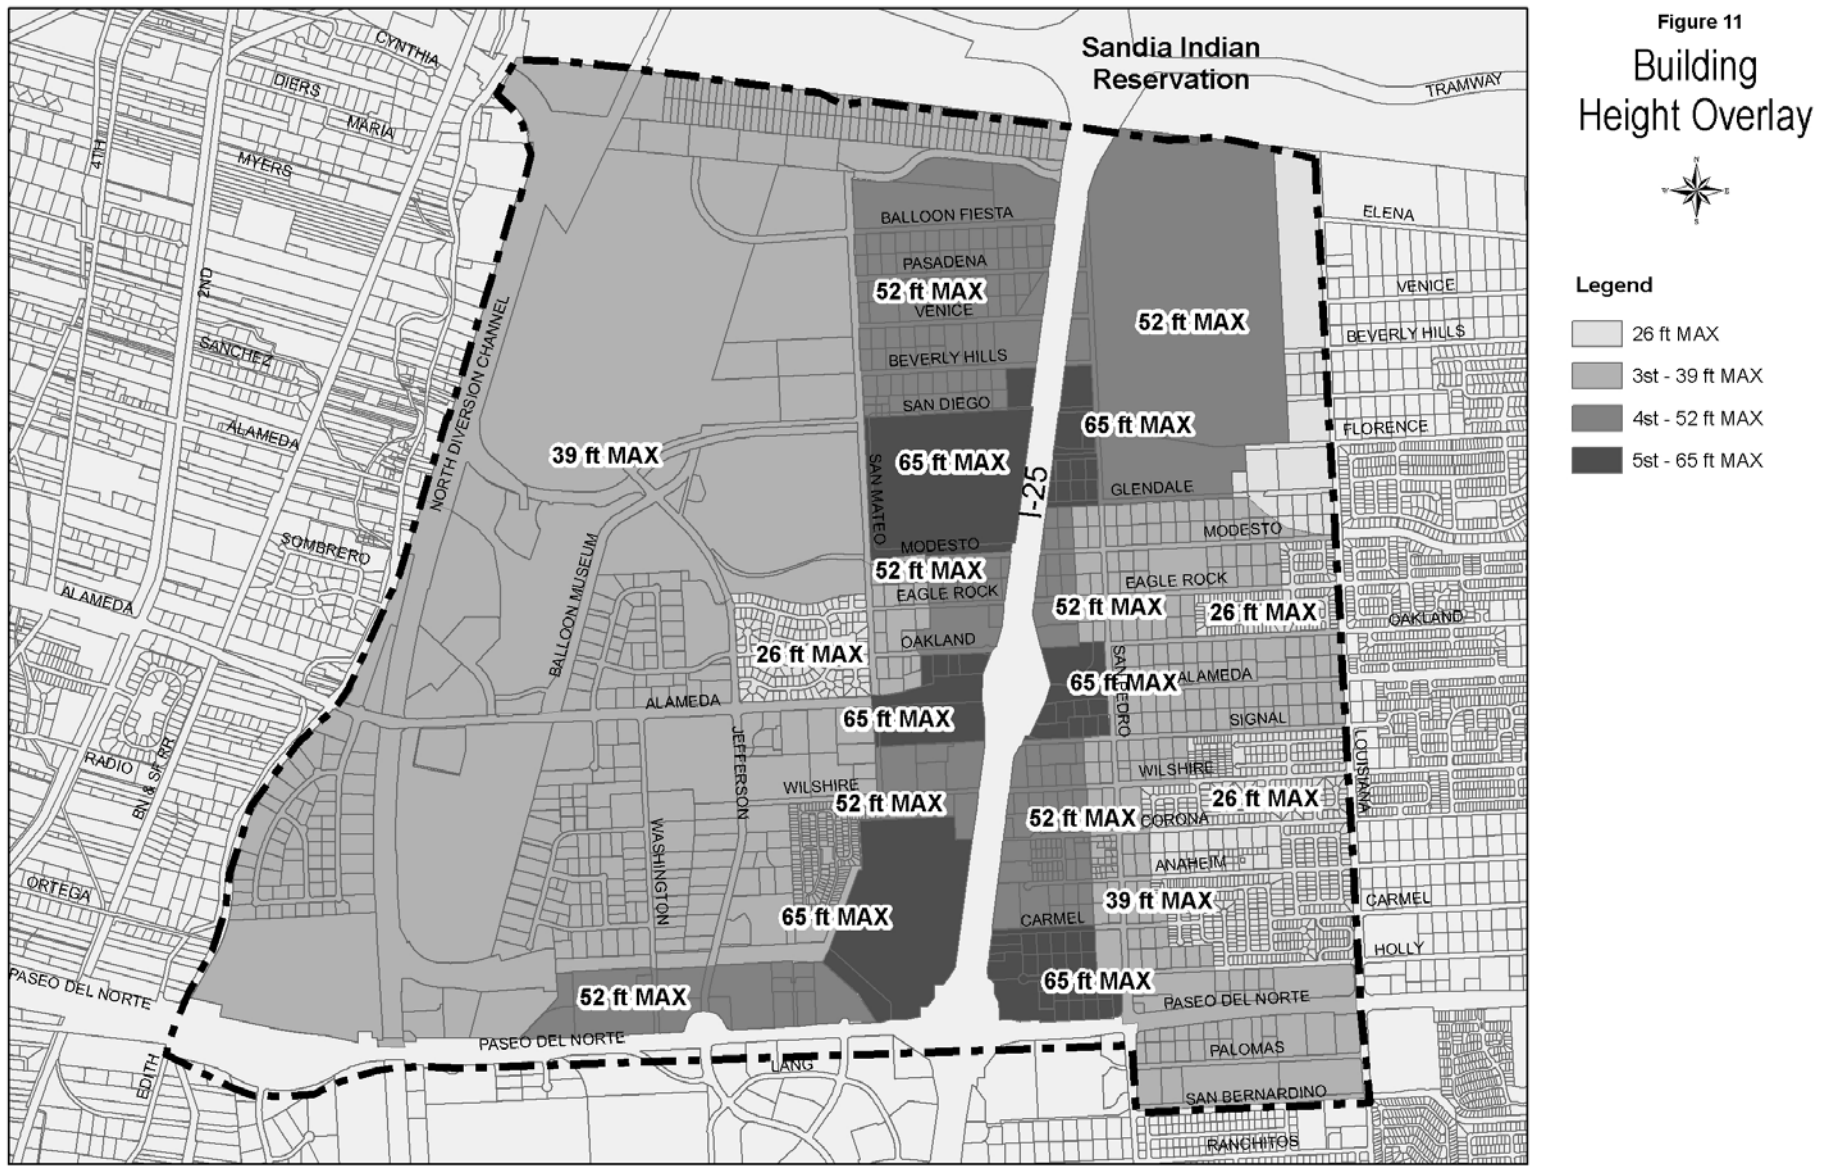 Figure 11
Building
Height Overlay
N
W
E
S
Legend
26 ft MAX
3st - 39 ft MAX
4st - 52 ft MAX
5st - 65 ft MAX
Sandia Indian
Reservation
TRAMWAY
CYNTHIA
DIERS
MARIA
MYERS
4TH
2ND
SANCHEZ
ALAMEDA
SOMBRERO
ALAMEDA
RADIO
BN & SF RR
ORTEGA
PASEO DEL NORTE
EDITH
NORTH DIVERSION CHANNEL
BALLOON FIESTA
PASADENA
52 ft MAX
VENICE
BEVERLY HILLS
SAN DIEGO
52 ft MAX
65 ft MAX
39 ft MAX
65 ft MAX
SAN MATEO
I-25
GLENDALE
MODESTO
MODESTO
52 ft MAX
EAGLE ROCK
EAGLE ROCK
BALLOON MUSEUM
52 ft MAX
26 ft MAX
OAKLAND
OAKLAND
26 ft MAX
65 ft MAX
SAN PEDRO
ALAMEDA
ALAMEDA
65 ft MAX
SIGNAL
JEFFERSON
WILSHIRE
WILSHIRE
52 ft MAX
52 ft MAX
26 ft MAX
CORONA
LOUISIANA
WASHINGTON
ANAHEIM
65 ft MAX
39 ft MAX
CARMEL
CARMEL
HOLLY
52 ft MAX
65 ft MAX
PASEO DEL NORTE
PASEO DEL NORTE
LANG
PALOMAS
SAN BERNARDINO
RANCHITOS
ELENA
VENICE
BEVERLY HILLS
FLORENCE